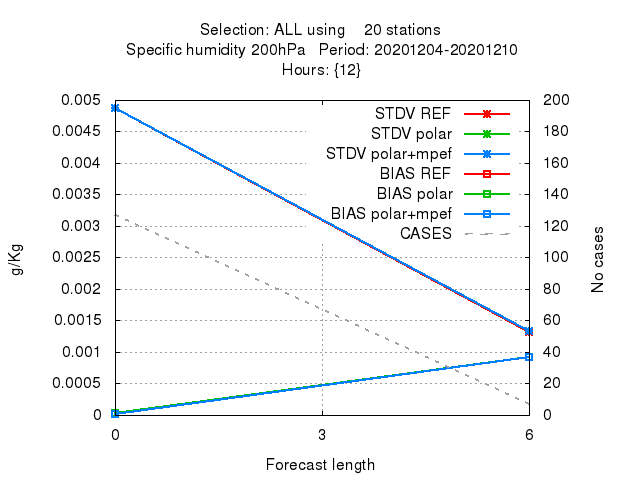 Selection: ALL using    20 stations
Specific humidity 200hPa   Period: 20201204-20201210
Hours: {12}
0.005
0.0045
0.004
0.0035
0.003
0.0025
0.002
0.0015
0.001
0.0005
0
g/Kg
STDV REF
STDV polar
STDV polar+mpef
BIAS REF
BIAS polar
BIAS polar+mpef
CASES
200
180
160
140
120
100
80
60
40
20
0
No cases
0 3 6
Forecast length